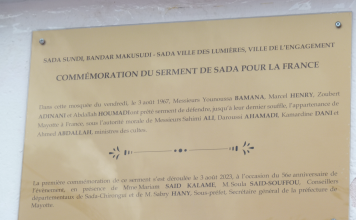 SADA SUNDI, BANDAR MAKUSUDI - SADA VILLE DES LUMIÈRES, VILLE DE L'ENGAGEMENT
COMMÉMORATION DU SERMENT DE SADA POUR LA FRANCE
Dans cette mosquée du vendredi, le 3 août 1967, Messieurs Younoussa BAMANA, Marcel HENRY, Zoubert
ADINANI et Abdallah HOUMADI ont prêté serment de défendre jusqu'à leur dernier souffle, l'appartenance de
Mayotte à France, sous l'autorité morale de Messieurs Salimi ALI, Daroussi AHAMADI, Kamardine DANI et
Ahmed ABDALLAH, ministres des cultes.
La première commémoration de ce serment s'est déroulée le 3 août 2023, à l'occasion du 56e anniversaire de
l'événement, en présence de Mme Mariam SAID KALAME, M. Soula SAID-SOUFFOU, Conseillers
départementaux de Sada-Chirongui et de M. Sabry HANY, Sous-préfet, Secrétaire général de la préfecture de
Mayotte.